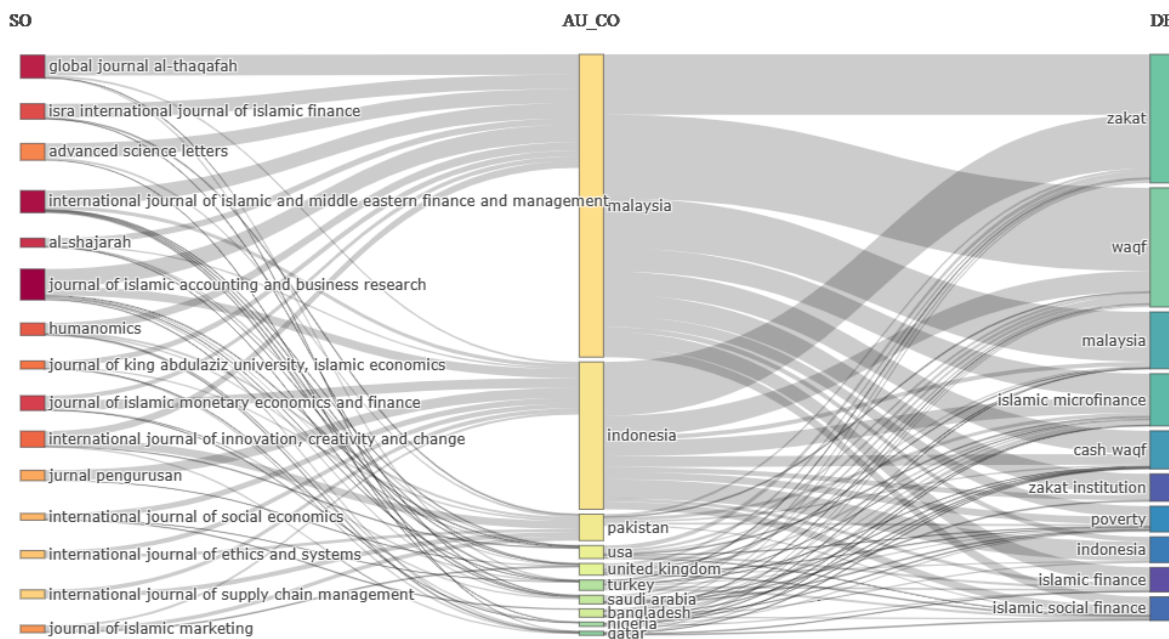 SO
AU_CO
DE
global journal al-thaqafah
isra international journal of islamic finance
advanced science letters
international journal of islamic and middle eastern finance and management
al-shajarah
journal of islamic accounting and business research
humanomics
journal of king abdulaziz university, islamic economics
journal of islamic monetary economics and finance
international journal of innovation, creativity and change
jurnal pengurusan
international journal of social economics
international journal of ethics and systems
international journal of supply chain management
journal of islamic marketing
malaysia
indonesia
pakistan
usa
united kingdom
turkey
saudi arabia
bangladesh
nigeria
qatar
zakat
waqf
malaysia
islamic microfinance
cash waqf
zakat institution
poverty
indonesia
islamic finance
islamic social finance